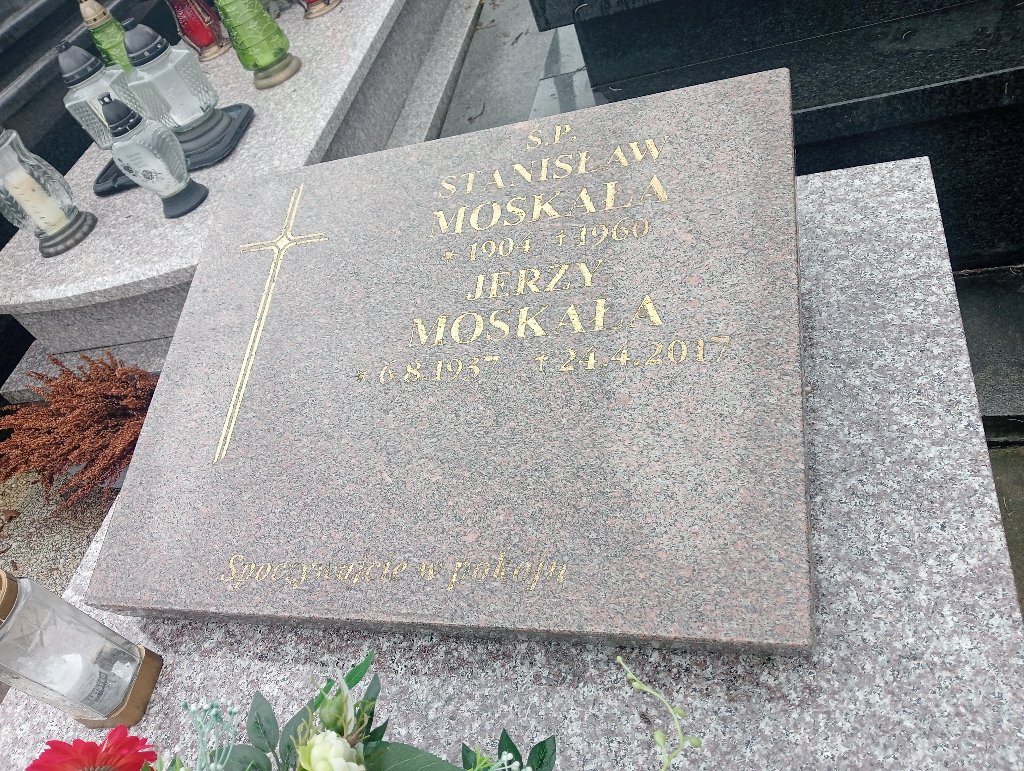 Ś.P.
STANISŁAW
MOSKAŁA
* 1904 †1960
JERZY
MOSKAŁA
* 6.8.1937 † 24.4.2017
Spoczywajcie w pokoju